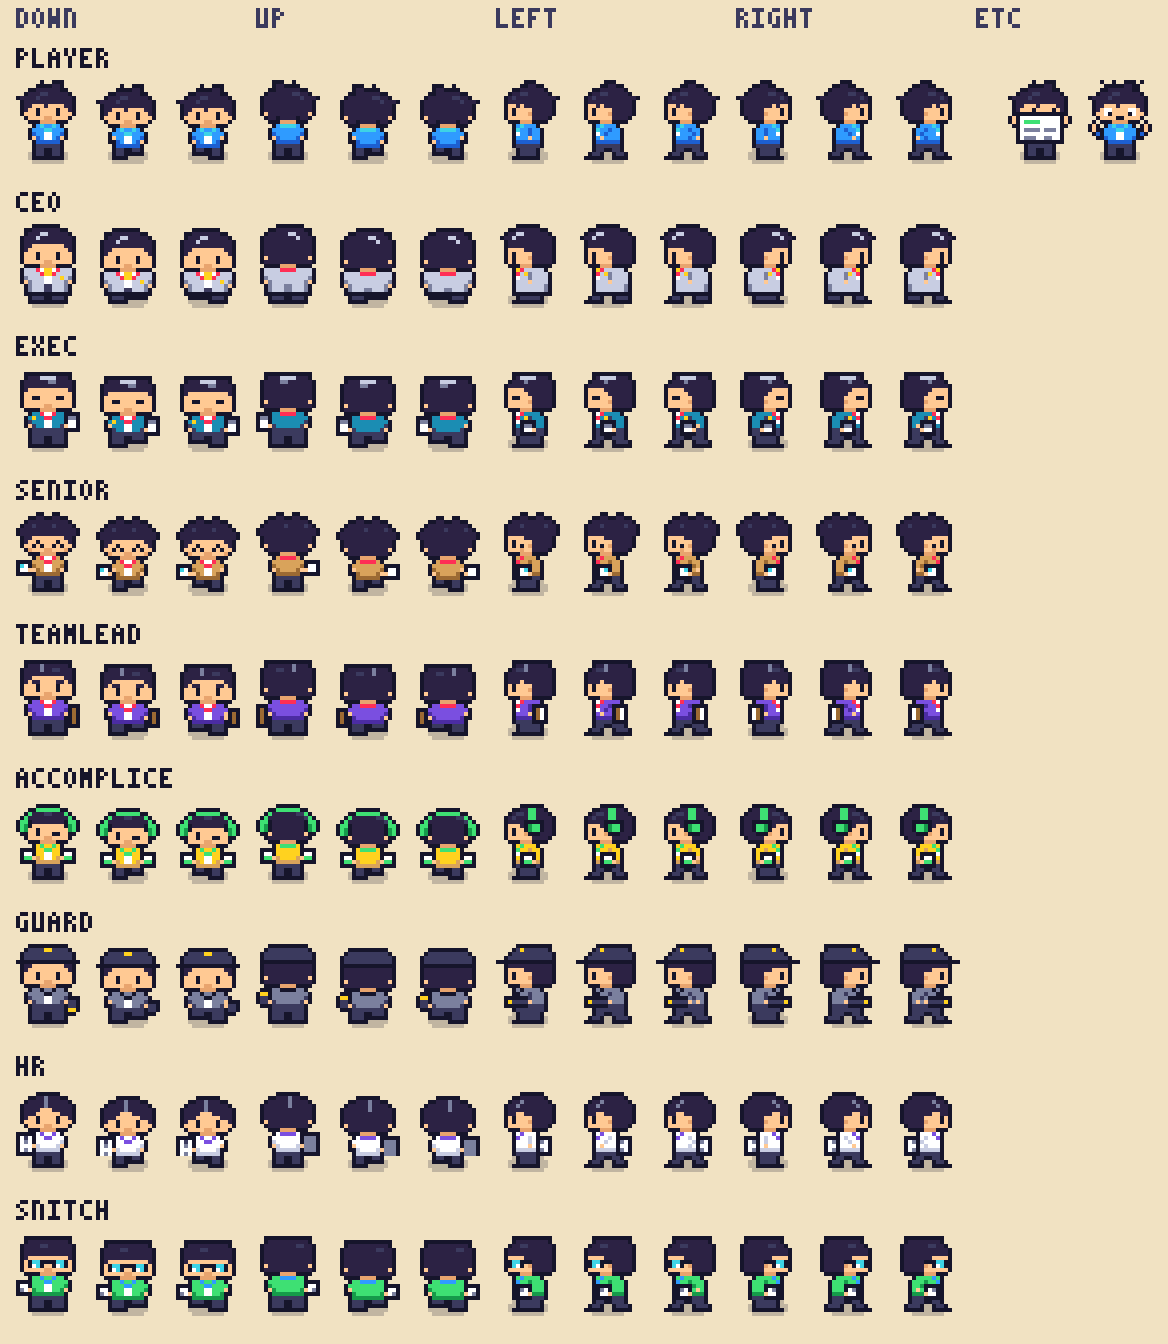 DOWN UP LEFT RIGHT ETC
PLAYER
CEO
EXEC
SENIOR
TEAMLEAD
ACCOMPLICE
GUARD
HR
SNITCH